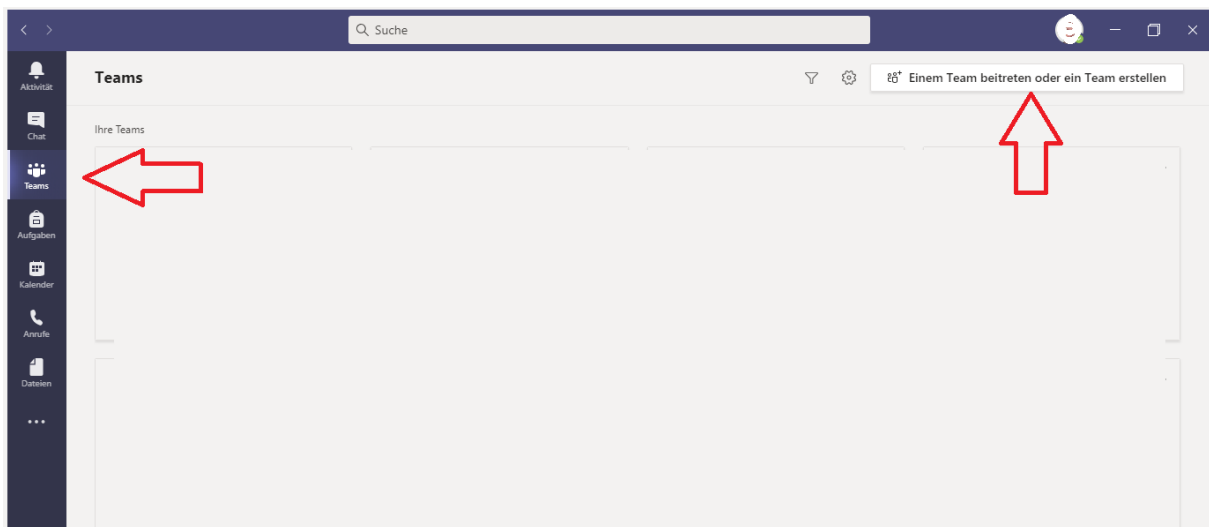 Suche
Aktivität
Chat
Teams
Aufgaben
Kalender
Anrufe
Dateien
Teams
Einem Team beitreten oder ein Team erstellen
Ihre Teams